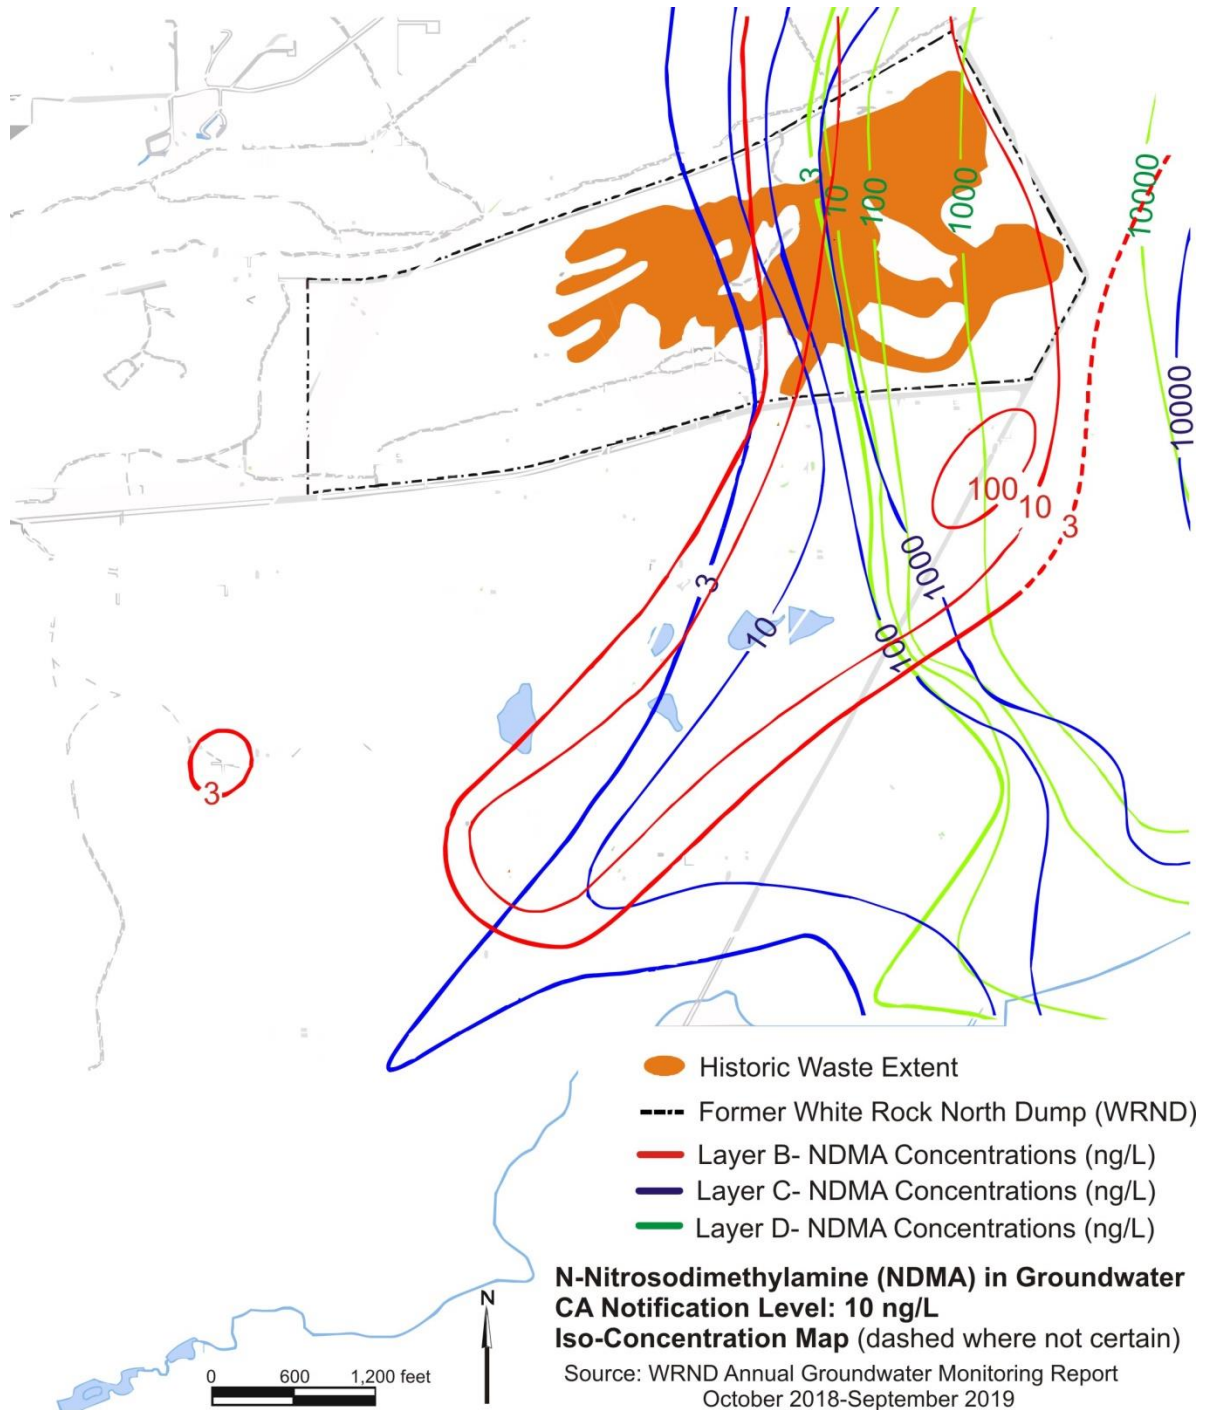 3
10
100
1000
10000
10000
100
10
3
1000
3
10
100
3
Historic Waste Extent
Former White Rock North Dump (WRND)
Layer B- NDMA Concentrations (ng/L)
Layer C- NDMA Concentrations (ng/L)
Layer D- NDMA Concentrations (ng/L)
N-Nitrosodimethylamine (NDMA) in Groundwater
CA Notification Level: 10 ng/L
Iso-Concentration Map (dashed where not certain)
Source: WRND Annual Groundwater Monitoring Report
October 2018-September 2019
N
0 600 1,200 feet